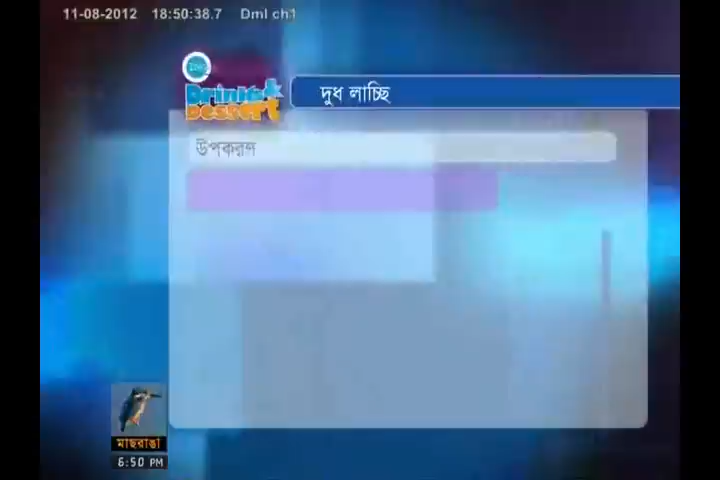 11-08-2012 18:50:38.7 Dml ch1
Drinks &
Dessert
দুধ লাচ্ছি
উপকরণ
মাছরাঙা
6:50 PM